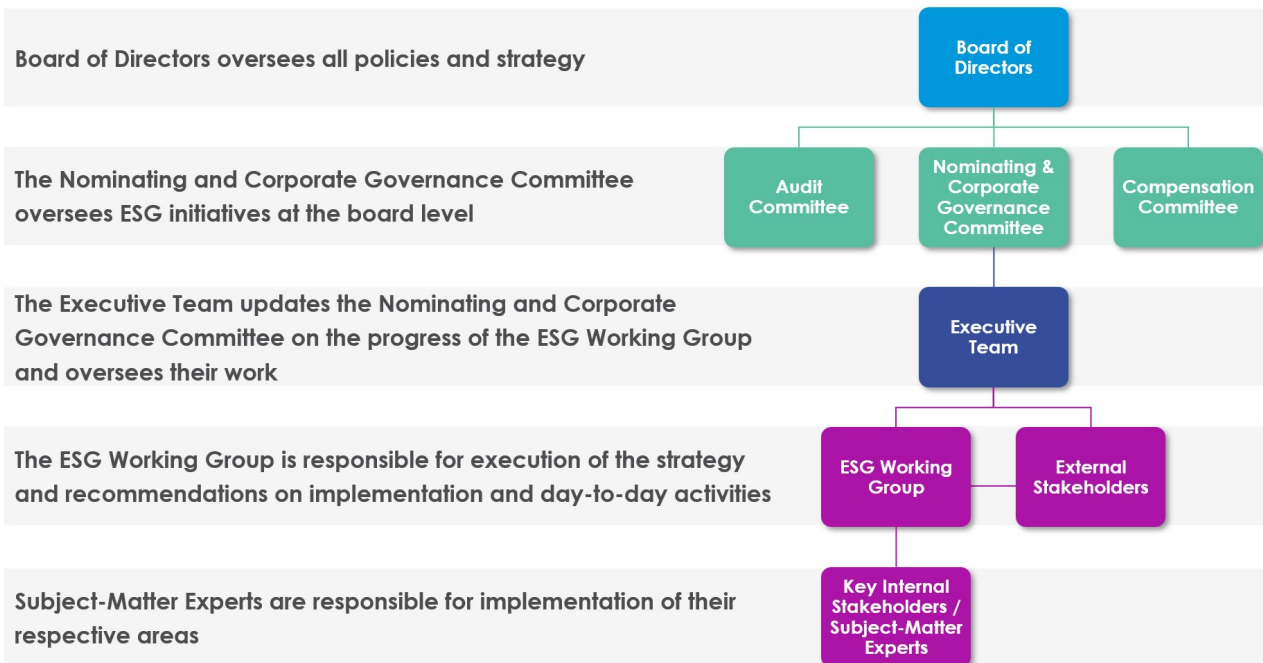 Board of Directors oversees all policies and strategy
Board of
Directors
The Nominating and Corporate Governance Committee
oversees ESG initiatives at the board level
Audit
Committee
Nominating &
Corporate
Governance
Committee
Compensation
Committee
The Executive Team updates the Nominating and Corporate
Governance Committee on the progress of the ESG Working Group
and oversees their work
Executive
Team
The ESG Working Group is responsible for execution of the strategy
and recommendations on implementation and day-to-day activities
ESG Working
Group
External
Stakeholders
Subject-Matter Experts are responsible for implementation of their
respective areas
Key Internal
Stakeholders /
Subject-Matter
Experts